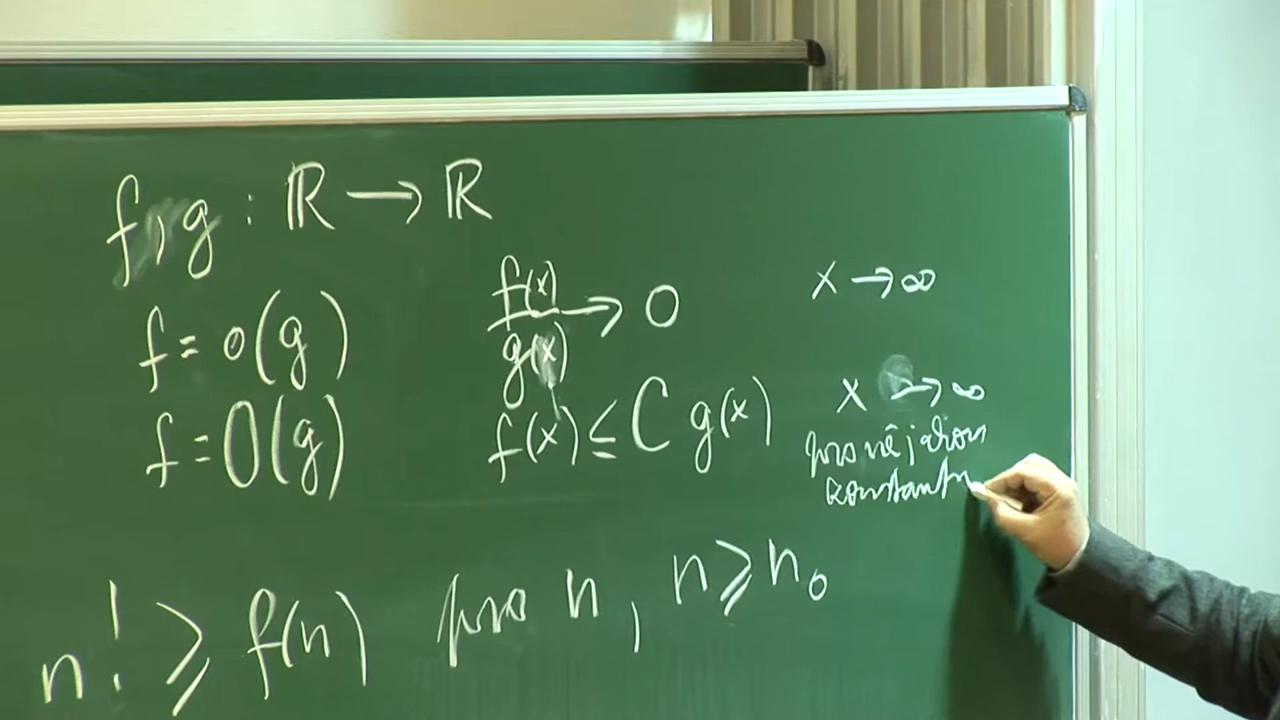 f, g : ℝ → ℝ
f = o(g)    f(x)/g(x) → 0    x → ∞
f = O(g)    f(x) ≤ C g(x)    x → ∞
pro nějakou
konstantu
n! ≥ f(n) pro n, n ≥ n₀